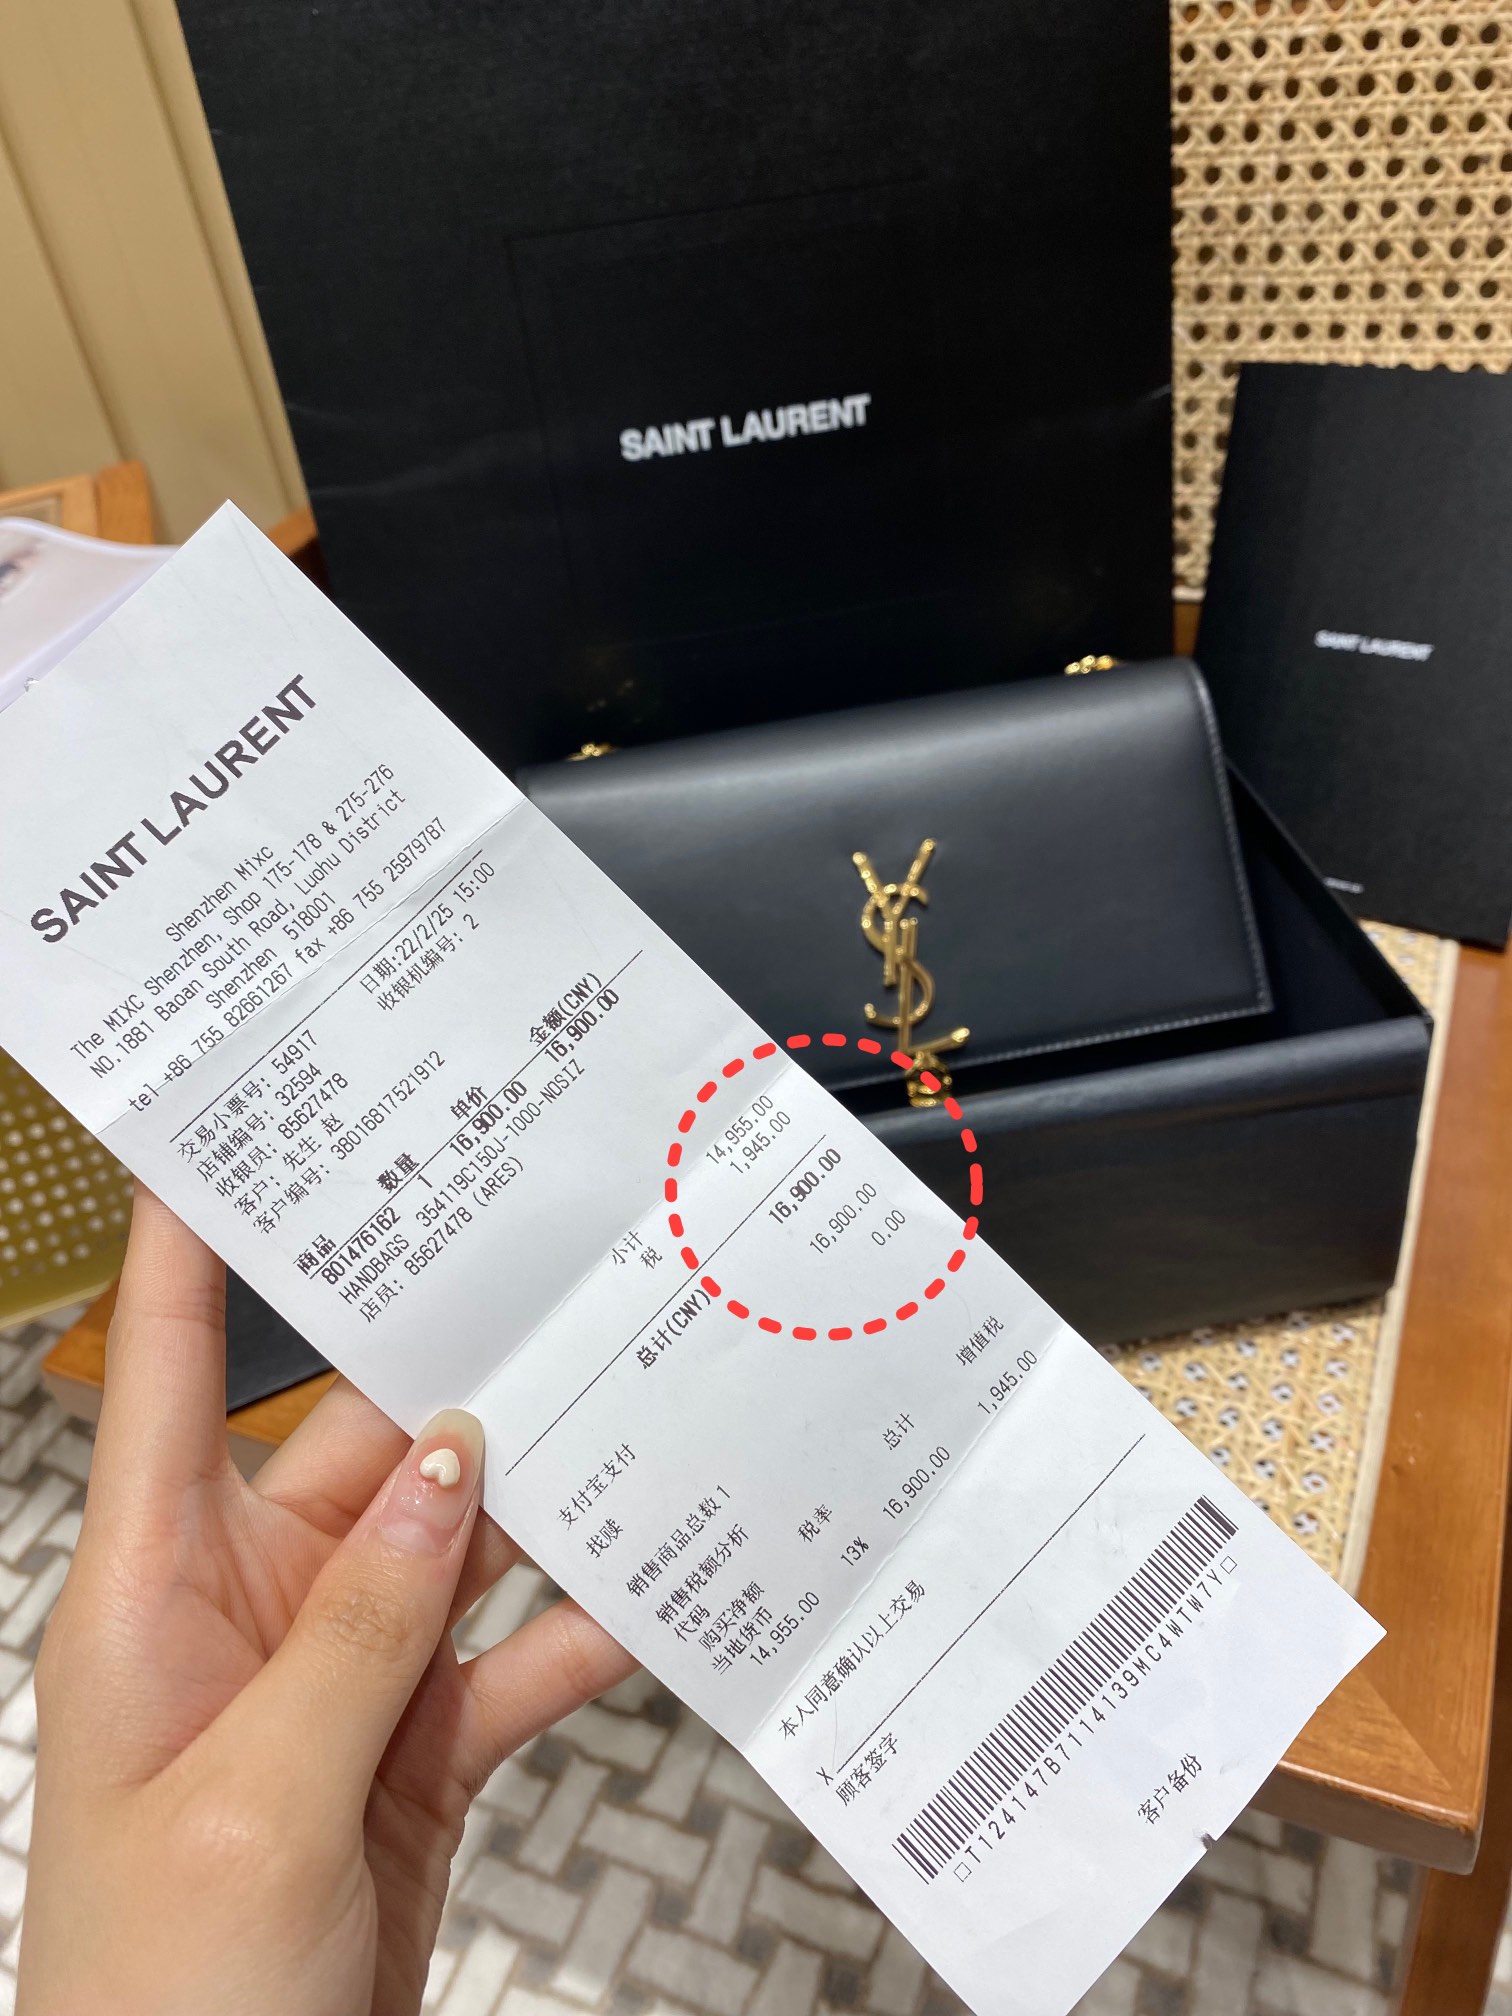 SAINT LAURENT
SAINT LAURENT
SAINT LAURENT
Shenzhen Mixc
The MIXC Shenzhen, Shop 175-178 & 275-276
NO.1881 Baoan South Road, Luohu District
Shenzhen 518001
tel +86 755 82661267 fax +86 755 25979787
交易小票号: 54917 日期:22/2/25 15:00
店铺编号: 32594 收银机编号: 2
收银员: 85627478
客户: 先生 赵
客户编号: 38016817521912
商品 数量 单价 金额(CNY)
801476162 1 16,900.00 16,900.00
HANDBAGS 354119C150J-1000-NOSIZ
店员: 85627478 (ARES)
小计 14,955.00
税 1,945.00
总计(CNY) 16,900.00
支付宝支付 16,900.00
找赎 0.00
销售商品总数 1
销售税额分析
代码 税率 总计 增值税
购买净额
当地货币 13% 16,900.00 1,945.00
14,955.00
本人同意确认以上交易
X
顾客签字
T124147B7114139MC4WTW7Y
客户备份